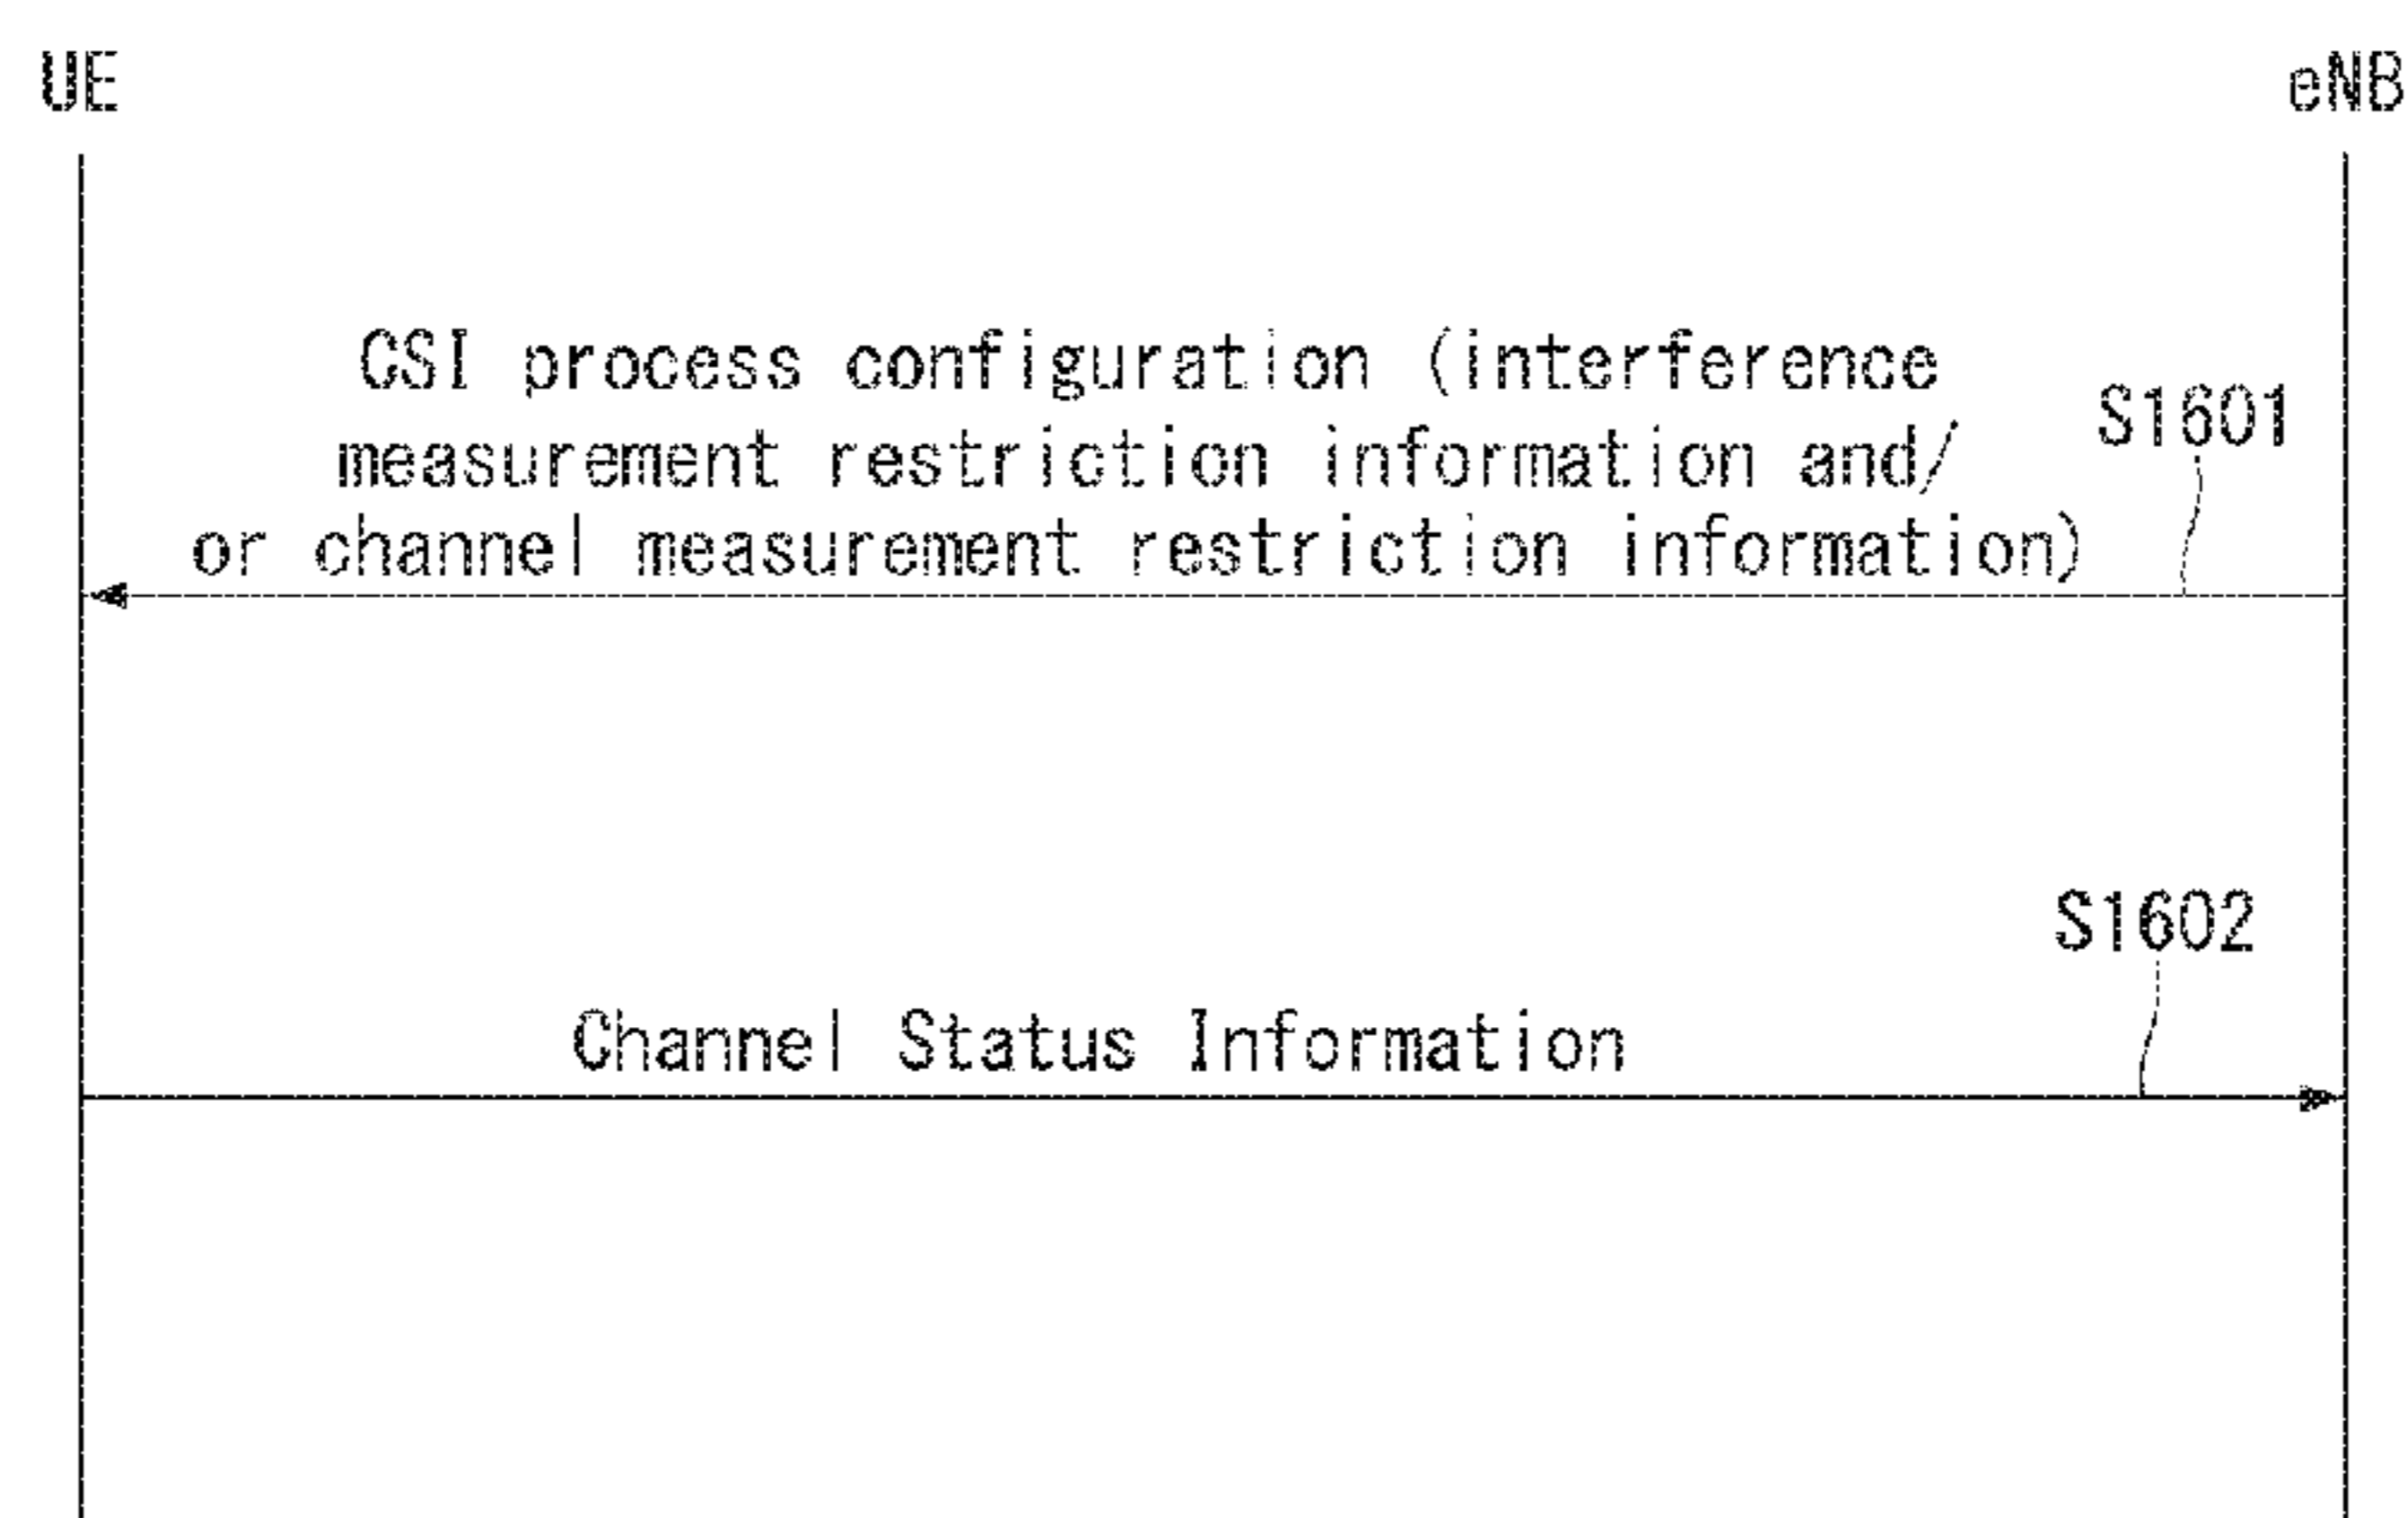 UE
eNB
CSI process configuration (interference
measurement restriction information and/
or channel measurement restriction information)
S1601
S1602
Channel Status Information